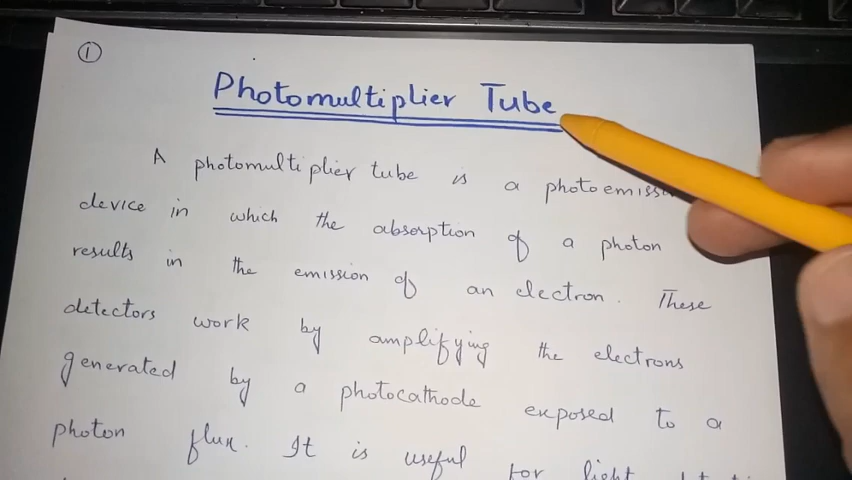 1
Photomultiplier Tube
A photomultiplier tube is a photoemiss
device in which the absorption of a photon
results in the emission of an electron. These
detectors work by amplifying the electrons
generated by a photocathode exposed to a
photon flux. It is useful for light